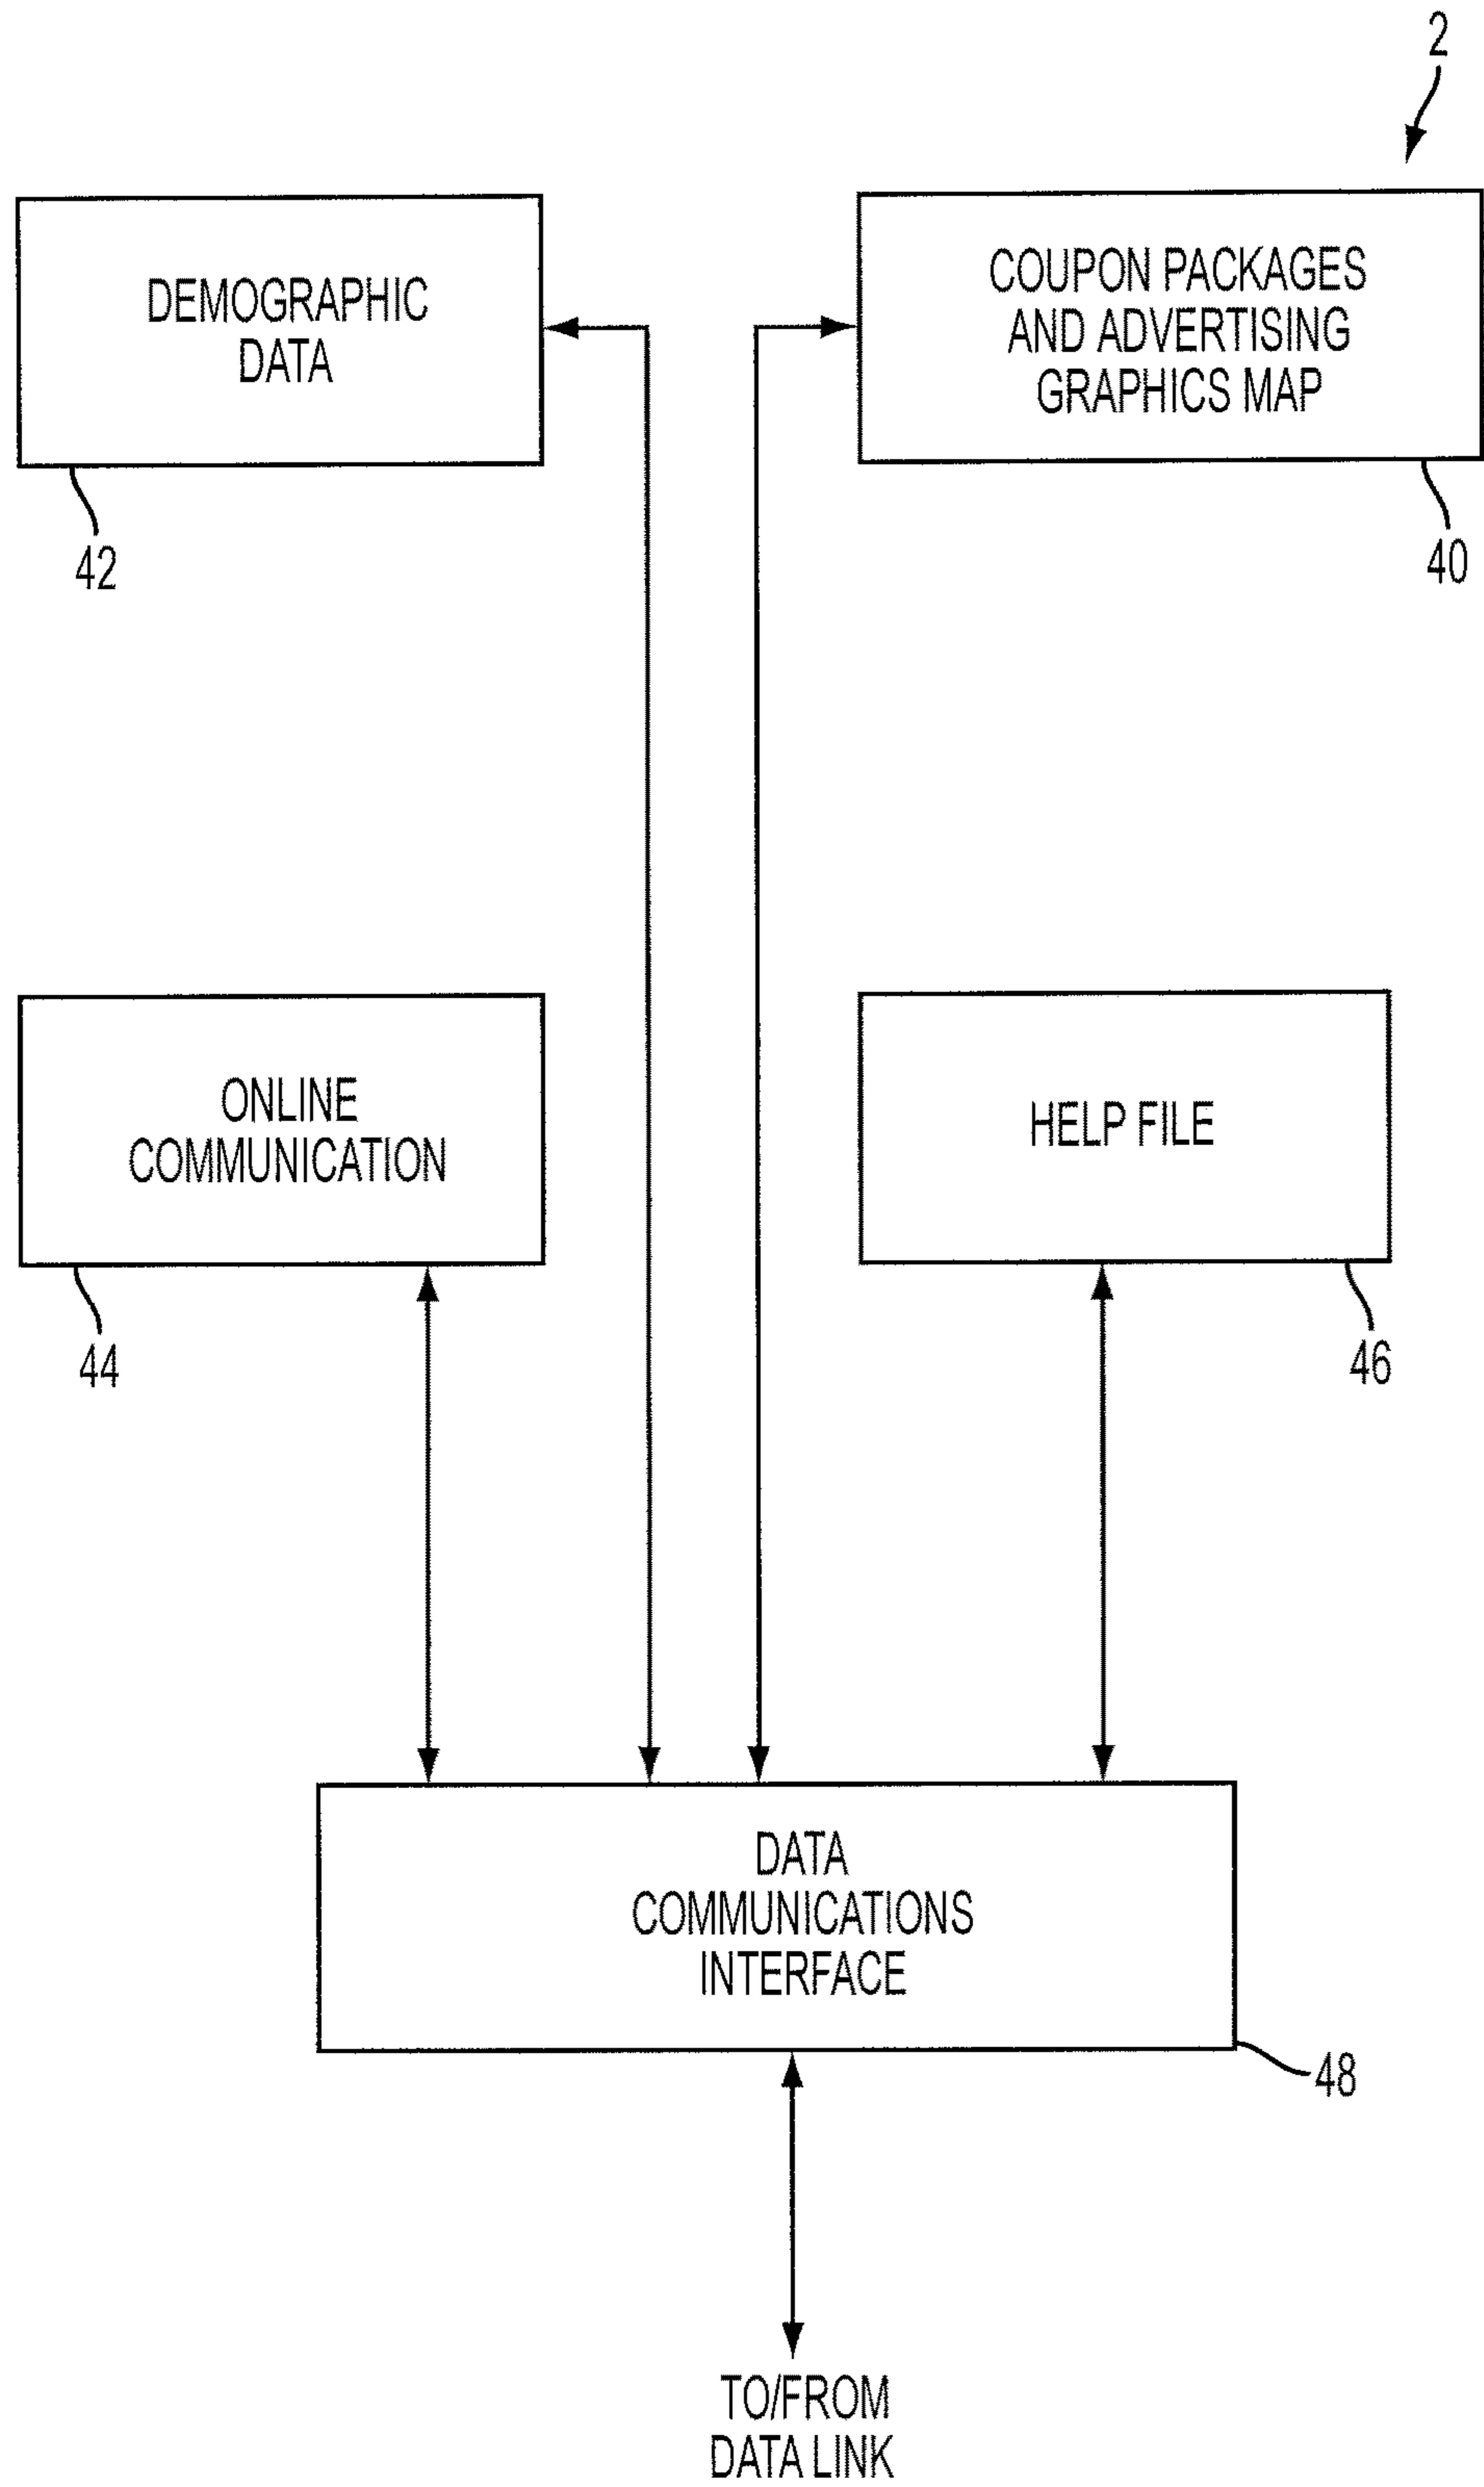 2
DEMOGRAPHIC
DATA
42
COUPON PACKAGES
AND ADVERTISING
GRAPHICS MAP
40
ONLINE
COMMUNICATION
44
HELP FILE
46
DATA
COMMUNICATIONS
INTERFACE
48
TO/FROM
DATA LINK